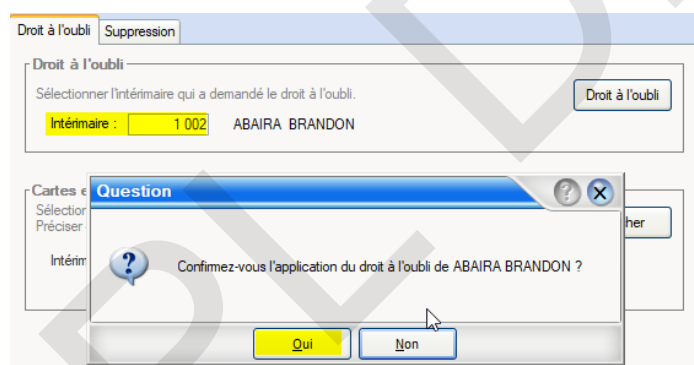 Droit à l'oubli Suppression
Droit à l'oubli
Sélectionner l'intérimaire qui a demandé le droit à l'oubli.
Droit à l'oubli
Intérimaire : 1 002 ABAIRA BRANDON
Cartes e
Question
Sélection
Préciser
her
Intérim
Confirmez-vous l'application du droit à l'oubli de ABAIRA BRANDON ?
Oui Non